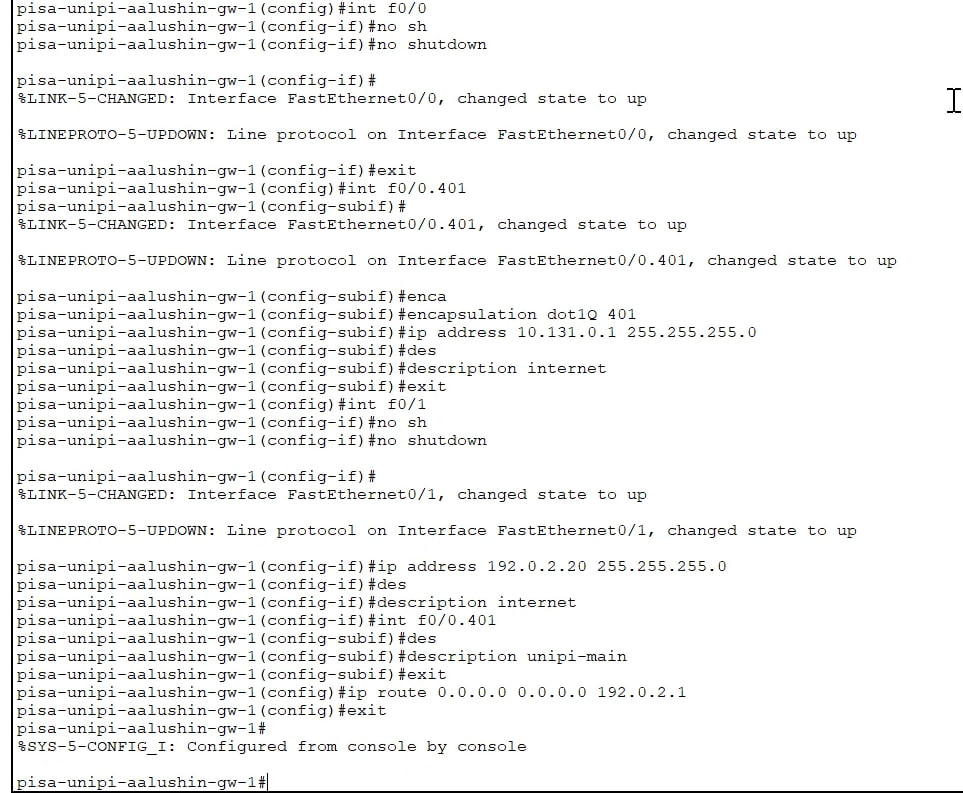 pisa-unipi-aalushin-gw-1(config)#int f0/0
pisa-unipi-aalushin-gw-1(config-if)#no sh
pisa-unipi-aalushin-gw-1(config-if)#no shutdown
pisa-unipi-aalushin-gw-1(config-if)#
%LINK-5-CHANGED: Interface FastEthernet0/0, changed state to up
%LINEPROTO-5-UPDOWN: Line protocol on Interface FastEthernet0/0, changed state to up
pisa-unipi-aalushin-gw-1(config-if)#exit
pisa-unipi-aalushin-gw-1(config)#int f0/0.401
pisa-unipi-aalushin-gw-1(config-subif)#
%LINK-5-CHANGED: Interface FastEthernet0/0.401, changed state to up
%LINEPROTO-5-UPDOWN: Line protocol on Interface FastEthernet0/0.401, changed state to up
pisa-unipi-aalushin-gw-1(config-subif)#enca
pisa-unipi-aalushin-gw-1(config-subif)#encapsulation dot1Q 401
pisa-unipi-aalushin-gw-1(config-subif)#ip address 10.131.0.1 255.255.255.0
pisa-unipi-aalushin-gw-1(config-subif)#des
pisa-unipi-aalushin-gw-1(config-subif)#description internet
pisa-unipi-aalushin-gw-1(config-subif)#exit
pisa-unipi-aalushin-gw-1(config)#int f0/1
pisa-unipi-aalushin-gw-1(config-if)#no sh
pisa-unipi-aalushin-gw-1(config-if)#no shutdown
pisa-unipi-aalushin-gw-1(config-if)#
%LINK-5-CHANGED: Interface FastEthernet0/1, changed state to up
%LINEPROTO-5-UPDOWN: Line protocol on Interface FastEthernet0/1, changed state to up
pisa-unipi-aalushin-gw-1(config-if)#ip address 192.0.2.20 255.255.255.0
pisa-unipi-aalushin-gw-1(config-if)#des
pisa-unipi-aalushin-gw-1(config-if)#description internet
pisa-unipi-aalushin-gw-1(config-if)#int f0/0.401
pisa-unipi-aalushin-gw-1(config-subif)#des
pisa-unipi-aalushin-gw-1(config-subif)#description unipi-main
pisa-unipi-aalushin-gw-1(config-subif)#exit
pisa-unipi-aalushin-gw-1(config)#ip route 0.0.0.0 0.0.0.0 192.0.2.1
pisa-unipi-aalushin-gw-1(config)#exit
pisa-unipi-aalushin-gw-1#
%SYS-5-CONFIG_I: Configured from console by console
pisa-unipi-aalushin-gw-1#